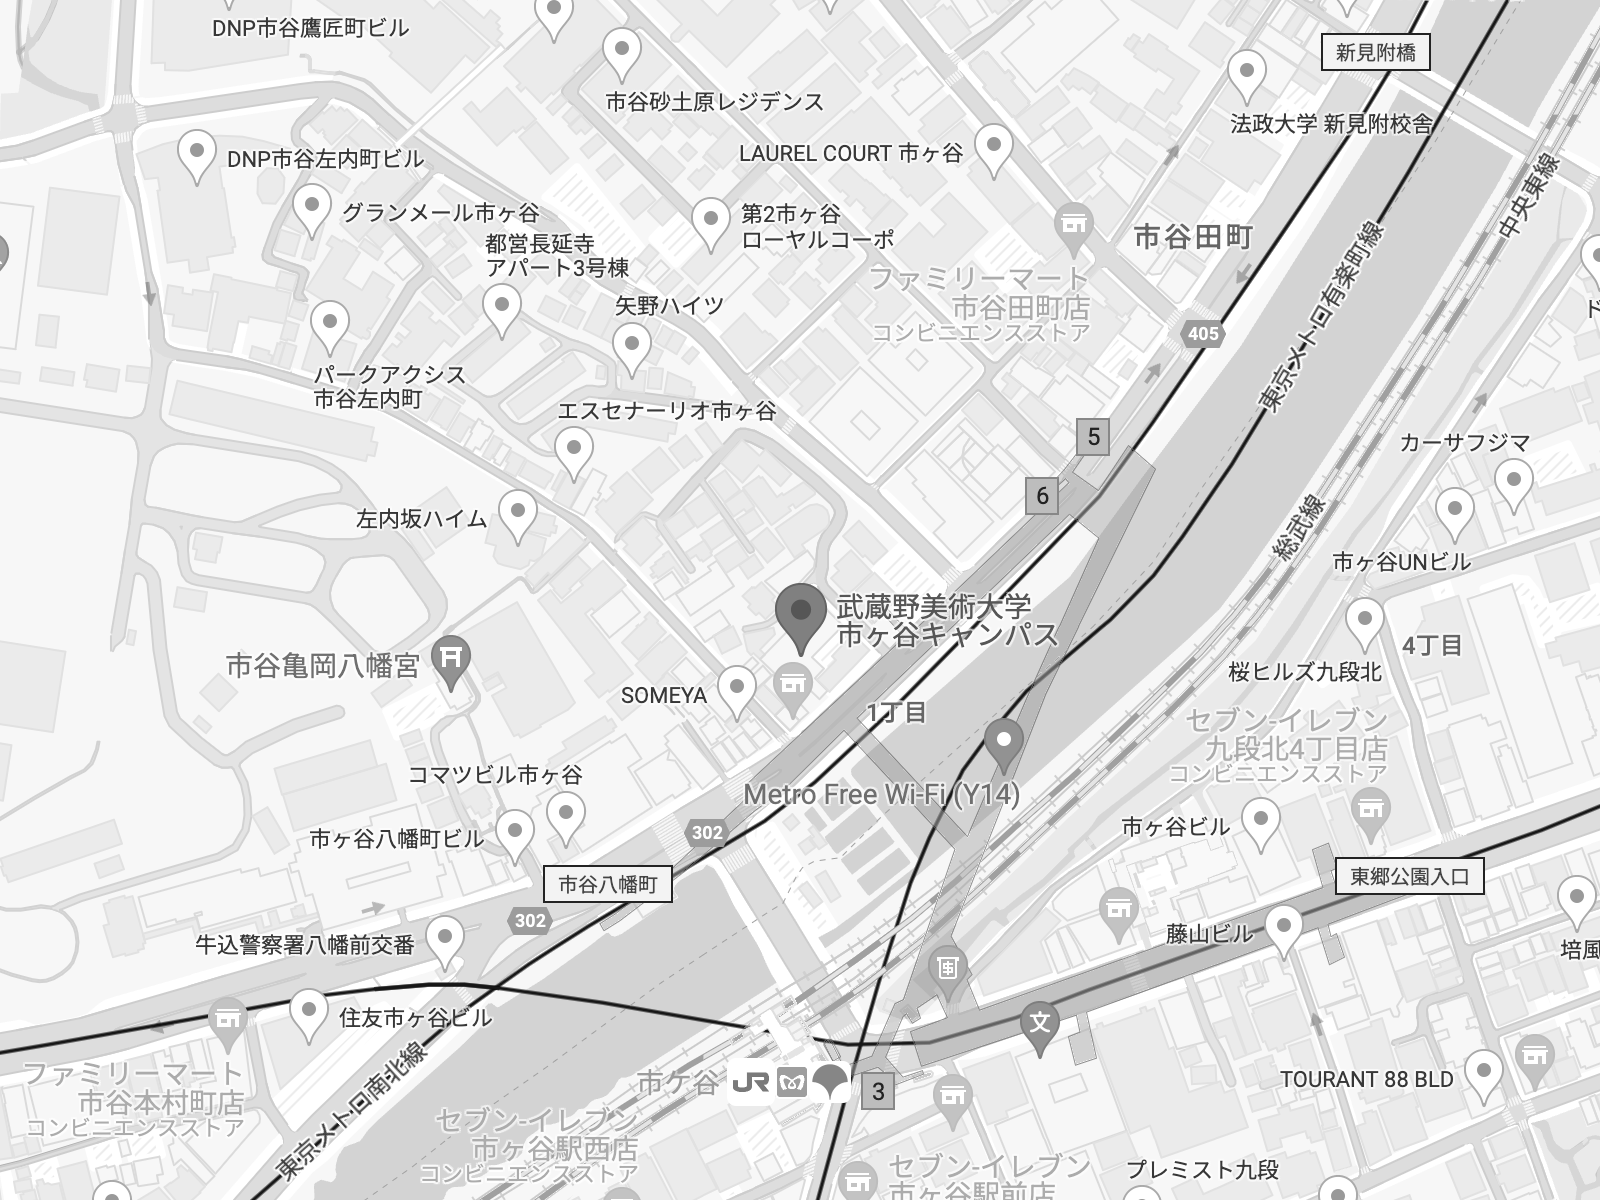 DNP市谷鷹匠町ビル
新見附橋
市谷砂土原レジデンス
法政大学 新見附校舎
LAUREL COURT 市ヶ谷
DNP市谷左内町ビル
中央東線
グランメール市ヶ谷
第2市ヶ谷
ローヤルコーポ
市谷田町
都営長延寺
アパート3号棟
東京メトロ有楽町線
ファミリーマート
市谷田町店
コンビニエンスストア
矢野ハイツ
ド
405
パークアクシス
市谷左内町
エスセナーリオ市ヶ谷
5
カーサフジマ
6
左内坂ハイム
総武線
市ヶ谷UNビル
武蔵野美術大学
市ヶ谷キャンパス
4丁目
市谷亀岡八幡宮
桜ヒルズ九段北
SOMEYA
1丁目
セブン-イレブン
九段北4丁目店
コンビニエンスストア
コマツビル市ヶ谷
Metro Free Wi-Fi (Y14)
市ヶ谷ビル
302
市ヶ谷八幡町ビル
市谷八幡町
東郷公園入口
302
藤山ビル
牛込警察署八幡前交番
培風
住友市ヶ谷ビル
文
東京メトロ南北線
ファミリーマート
市谷本村町店
コンビニエンスストア
市ケ谷
JR
3
TOURANT 88 BLD
セブン-イレブン
市ヶ谷駅西店
コンビニエンスストア
セブン-イレブン
市ヶ谷駅前店
プレミスト九段